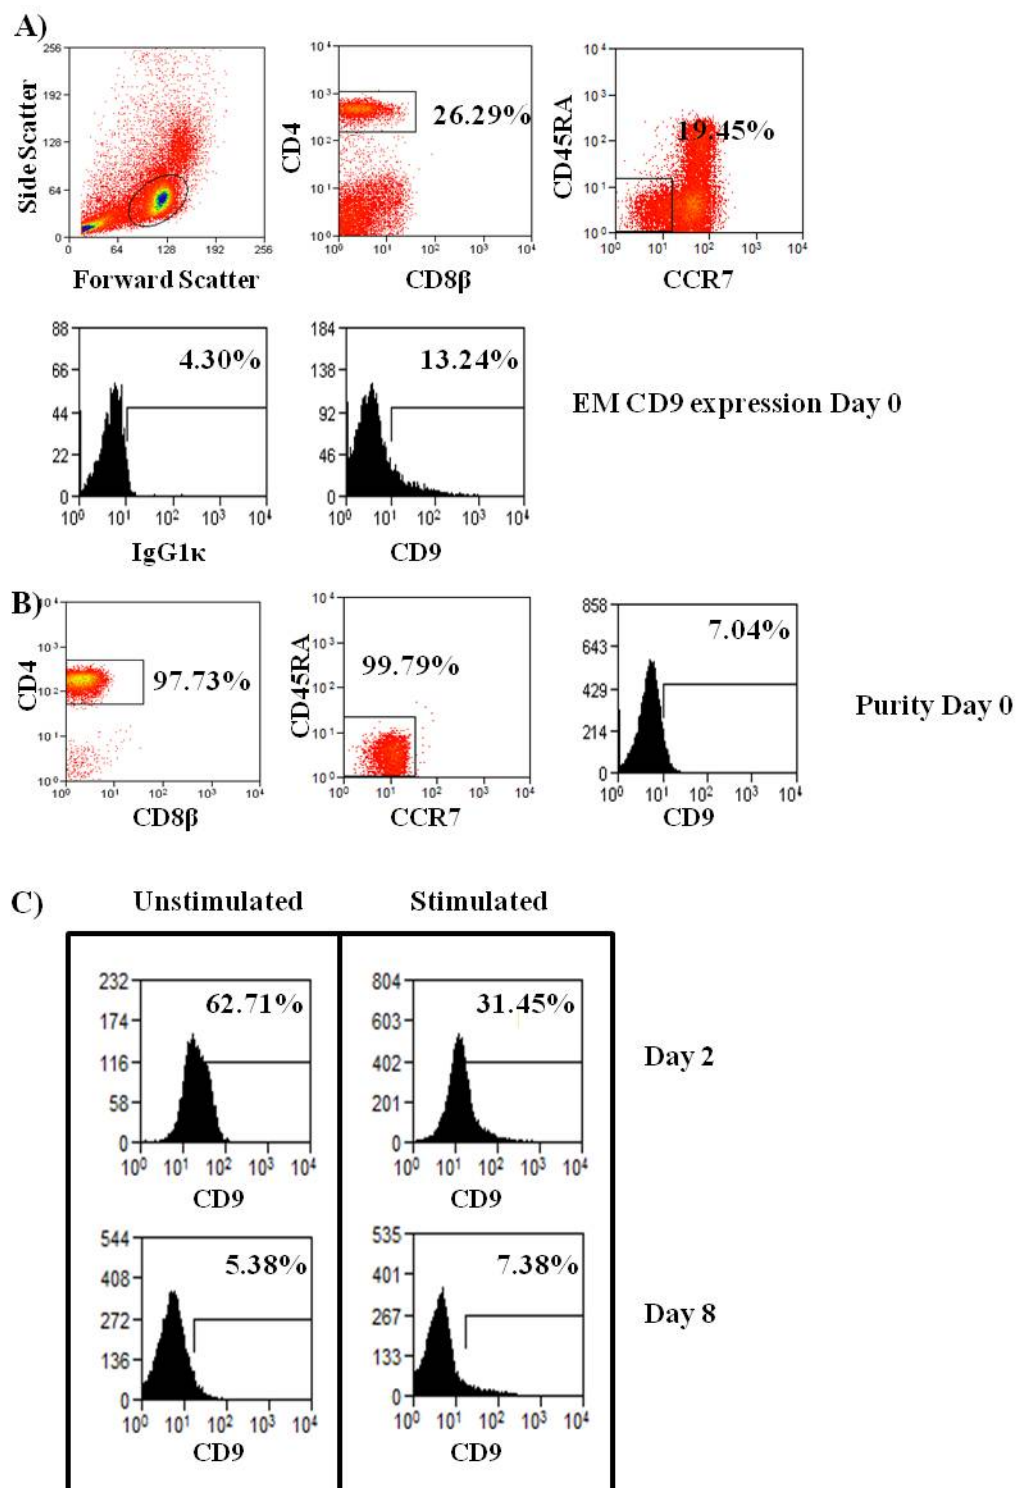 A)
256
192
128
64
0
0 64 128 192 256
Side Scatter
Forward Scatter
10⁴
10³
10²
10¹
10⁰
10⁰ 10¹ 10² 10³ 10⁴
CD4
26.29%
CD8β
10⁴
10³
10²
10¹
10⁰
10⁰ 10¹ 10² 10³ 10⁴
CD45RA
19.45%
CCR7
88
66
44
22
0
10⁰ 10¹ 10² 10³ 10⁴
4.30%
IgG1κ
184
138
92
46
0
10⁰ 10¹ 10² 10³ 10⁴
13.24%
CD9
EM CD9 expression Day 0
B)
10⁴
10³
10²
10¹
10⁰
10⁰ 10¹ 10² 10³ 10⁴
CD4
97.73%
CD8β
10⁴
10³
10²
10¹
10⁰
10⁰ 10¹ 10² 10³ 10⁴
CD45RA
99.79%
CCR7
858
643
429
214
0
10⁰ 10¹ 10² 10³ 10⁴
7.04%
CD9
Purity Day 0
C)
Unstimulated
Stimulated
232
174
116
58
0
10⁰ 10¹ 10² 10³ 10⁴
62.71%
CD9
804
603
402
201
0
10⁰ 10¹ 10² 10³ 10⁴
31.45%
CD9
Day 2
544
408
272
136
0
10⁰ 10¹ 10² 10³ 10⁴
5.38%
CD9
535
401
267
133
0
10⁰ 10¹ 10² 10³ 10⁴
7.38%
CD9
Day 8